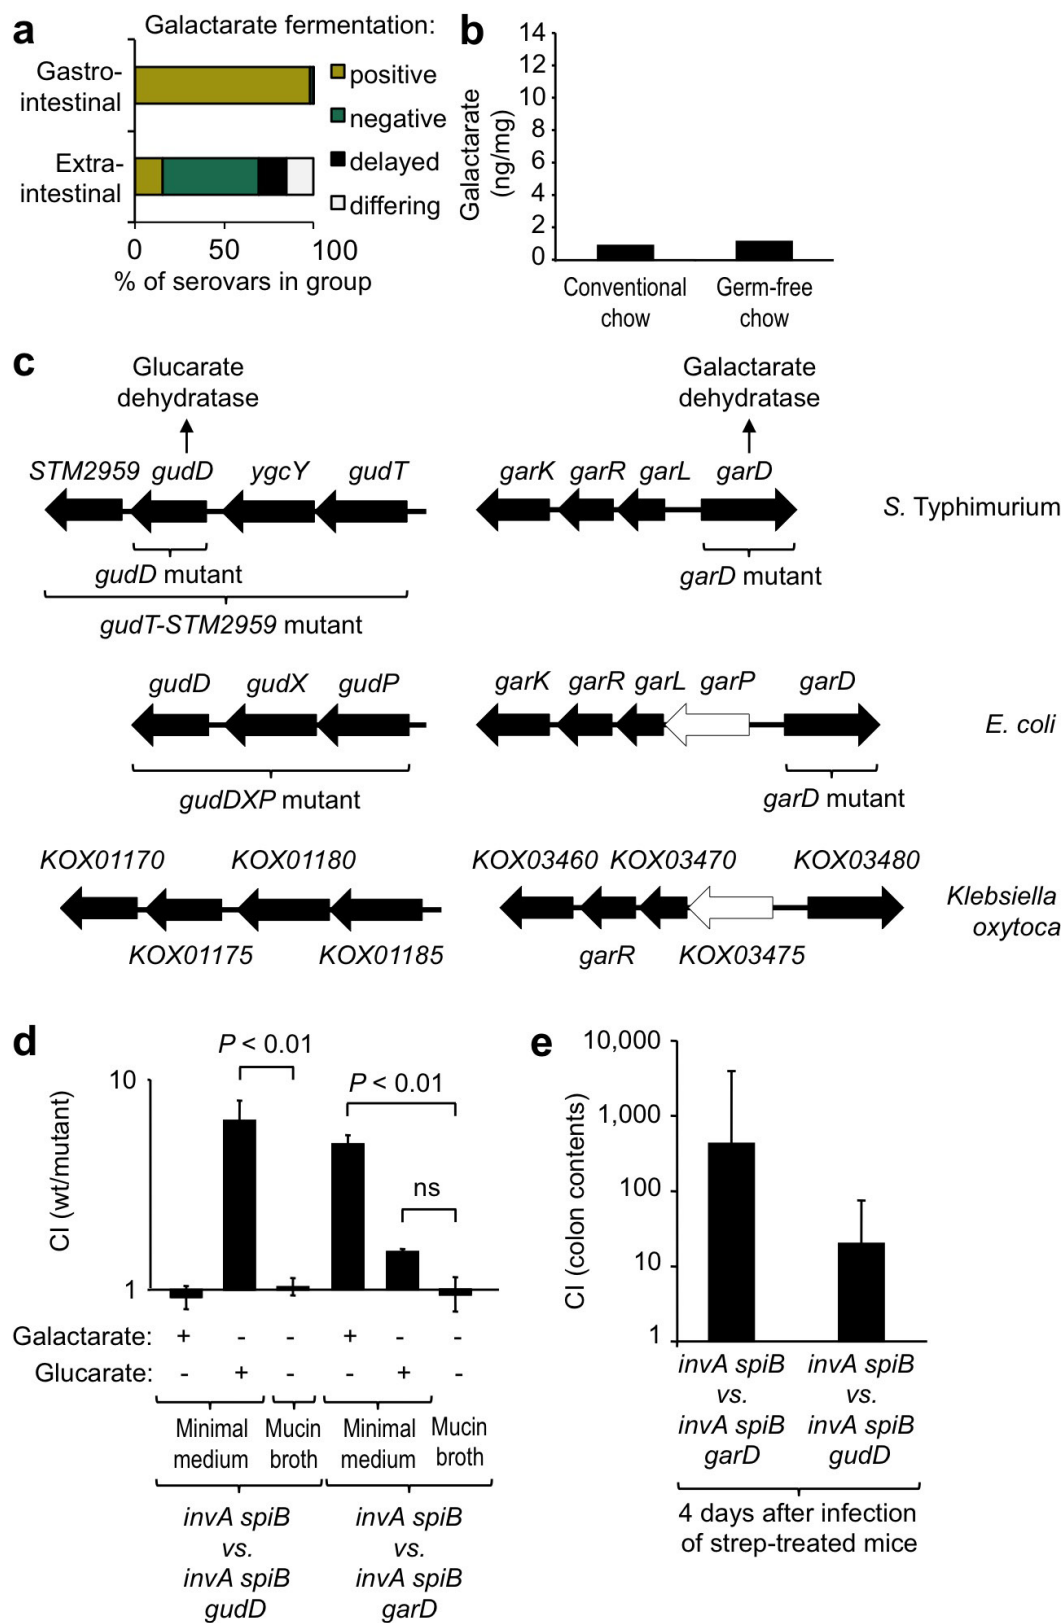 a
Galactarate fermentation:
Gastro-
intestinal
Extra-
intestinal
positive
negative
delayed
differing
0 50 100
% of serovars in group
b
Galactarate
(ng/mg)
14
12
10
8
6
4
2
0
Conventional
chow
Germ-free
chow
c
Glucarate
dehydratase
Galactarate
dehydratase
STM2959 gudD ygcY gudT
garK garR garL garD
S. Typhimurium
gudD mutant
gudT-STM2959 mutant
garD mutant
gudD gudX gudP
garK garR garL garP garD
E. coli
gudDXP mutant
garD mutant
KOX01170 KOX01180
KOX03460 KOX03470 KOX03480
Klebsiella
oxytoca
KOX01175 KOX01185
garR KOX03475
d
CI (wt/mutant)
10
1
P < 0.01
P < 0.01
ns
Galactarate: + - - + - -
Glucarate: - + - - + -
Minimal
medium
Mucin
broth
Minimal
medium
Mucin
broth
invA spiB
vs.
invA spiB
gudD
invA spiB
vs.
invA spiB
garD
e
CI (colon contents)
10,000
1,000
100
10
1
invA spiB
vs.
invA spiB
garD
invA spiB
vs.
invA spiB
gudD
4 days after infection
of strep-treated mice